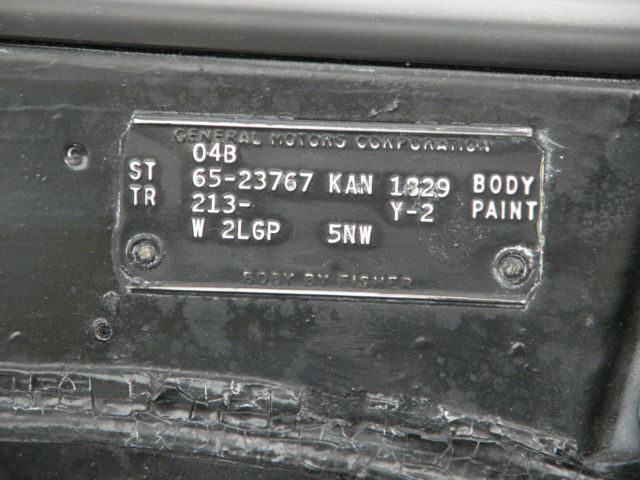 GENERAL MOTORS CORPORATION
04B
ST 65-23767 KAN 1829 BODY
TR 213- Y-2 PAINT
W 2LGP 5NW
BODY BY FISHER